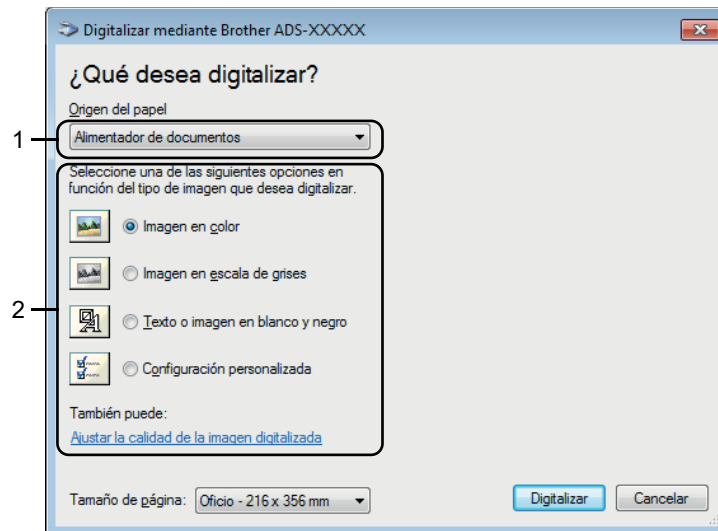 Digitalizar mediante Brother ADS-XXXXX
¿Qué desea digitalizar?
Origen del papel
1
Alimentador de documentos
Seleccione una de las siguientes opciones en
función del tipo de imagen que desea digitalizar.
Imagen en color
Imagen en escala de grises
2
Texto o imagen en blanco y negro
Configuración personalizada
También puede:
Ajustar la calidad de la imagen digitalizada
Tamaño de página: Oficio - 216 x 356 mm
Digitalizar Cancelar